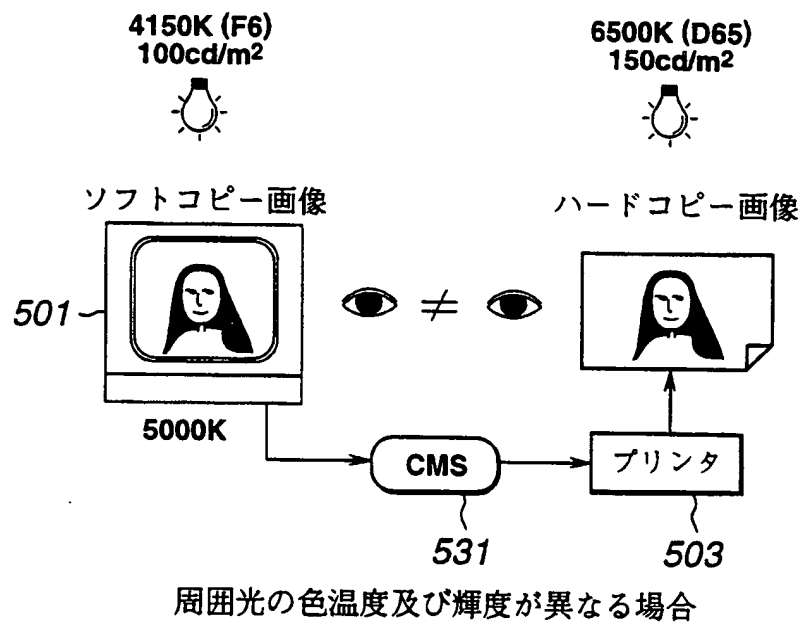 4150K (F6)
100cd/m2
6500K (D65)
150cd/m2
ソフトコピー画像
ハードコピー画像
501
≠
5000K
CMS
プリンタ
531
503
周囲光の色温度及び輝度が異なる場合